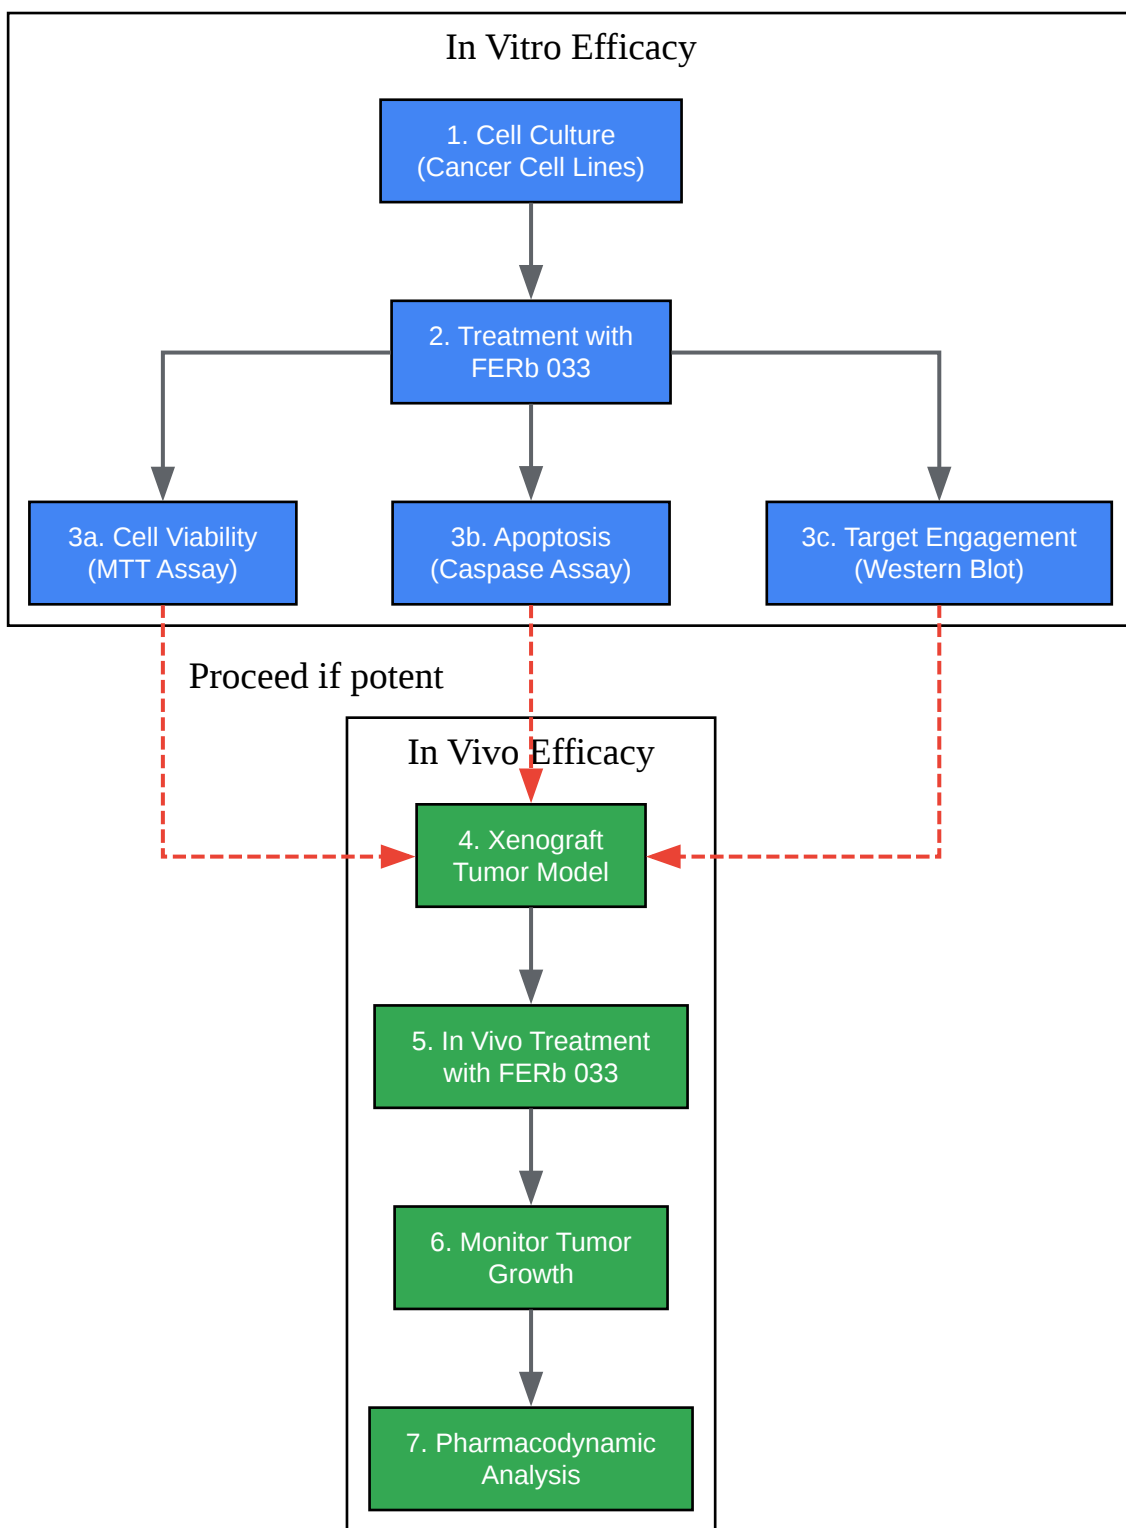 In Vitro Efficacy
1. Cell Culture
(Cancer Cell Lines)
2. Treatment with
FERb 033
3a. Cell Viability
(MTT Assay)
3b. Apoptosis
(Caspase Assay)
3c. Target Engagement
(Western Blot)
Proceed if potent
In Vivo Efficacy
4. Xenograft
Tumor Model
5. In Vivo Treatment
with FERb 033
6. Monitor Tumor
Growth
7. Pharmacodynamic
Analysis